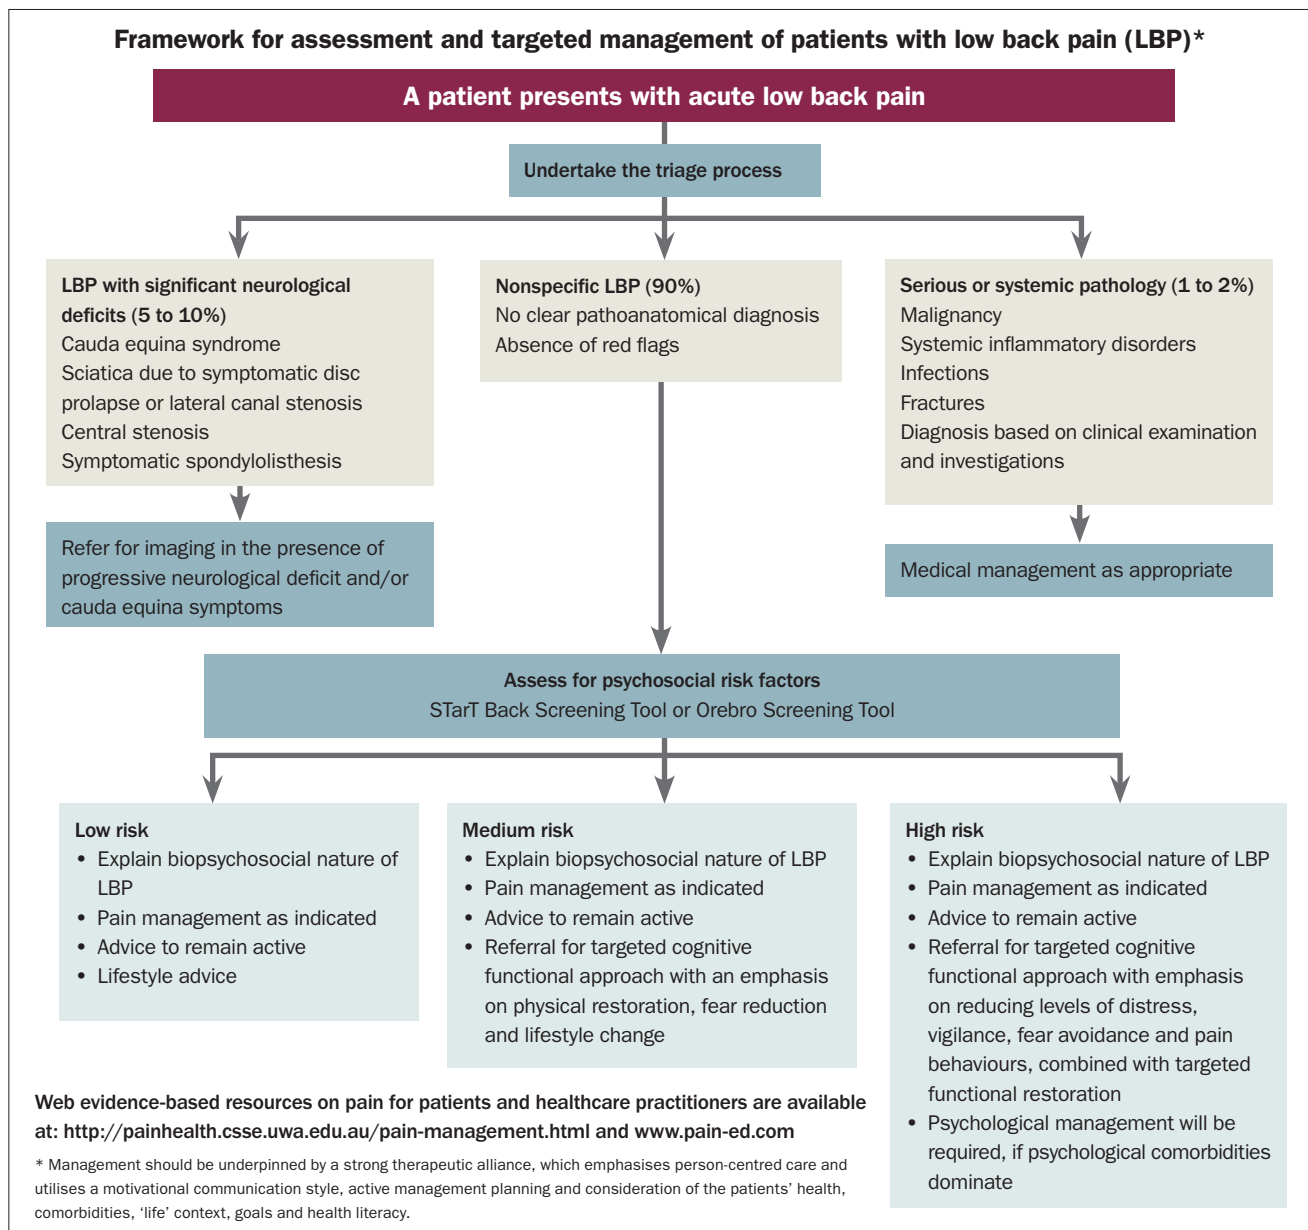 Framework for assessment and targeted management of patients with low back pain (LBP)*
A patient presents with acute low back pain
Undertake the triage process
LBP with significant neurological
deficits (5 to 10%)
Cauda equina syndrome
Sciatica due to symptomatic disc
prolapse or lateral canal stenosis
Central stenosis
Symptomatic spondylolisthesis
Nonspecific LBP (90%)
No clear pathoanatomical diagnosis
Absence of red flags
Serious or systemic pathology (1 to 2%)
Malignancy
Systemic inflammatory disorders
Infections
Fractures
Diagnosis based on clinical examination
and investigations
Refer for imaging in the presence of
progressive neurological deficit and/or
cauda equina symptoms
Medical management as appropriate
Assess for psychosocial risk factors
STarT Back Screening Tool or Orebro Screening Tool
Low risk
• Explain biopsychosocial nature of
LBP
• Pain management as indicated
• Advice to remain active
• Lifestyle advice
Medium risk
• Explain biopsychosocial nature of LBP
• Pain management as indicated
• Advice to remain active
• Referral for targeted cognitive
functional approach with an emphasis
on physical restoration, fear reduction
and lifestyle change
High risk
• Explain biopsychosocial nature of LBP
• Pain management as indicated
• Advice to remain active
• Referral for targeted cognitive
functional approach with emphasis
on reducing levels of distress,
vigilance, fear avoidance and pain
behaviours, combined with targeted
functional restoration
• Psychological management will be
required, if psychological comorbidities
dominate
Web evidence-based resources on pain for patients and healthcare practitioners are available
at: http://painhealth.csse.uwa.edu.au/pain-management.html and www.pain-ed.com
* Management should be underpinned by a strong therapeutic alliance, which emphasises person-centred care and
utilises a motivational communication style, active management planning and consideration of the patients' health,
comorbidities, 'life' context, goals and health literacy.